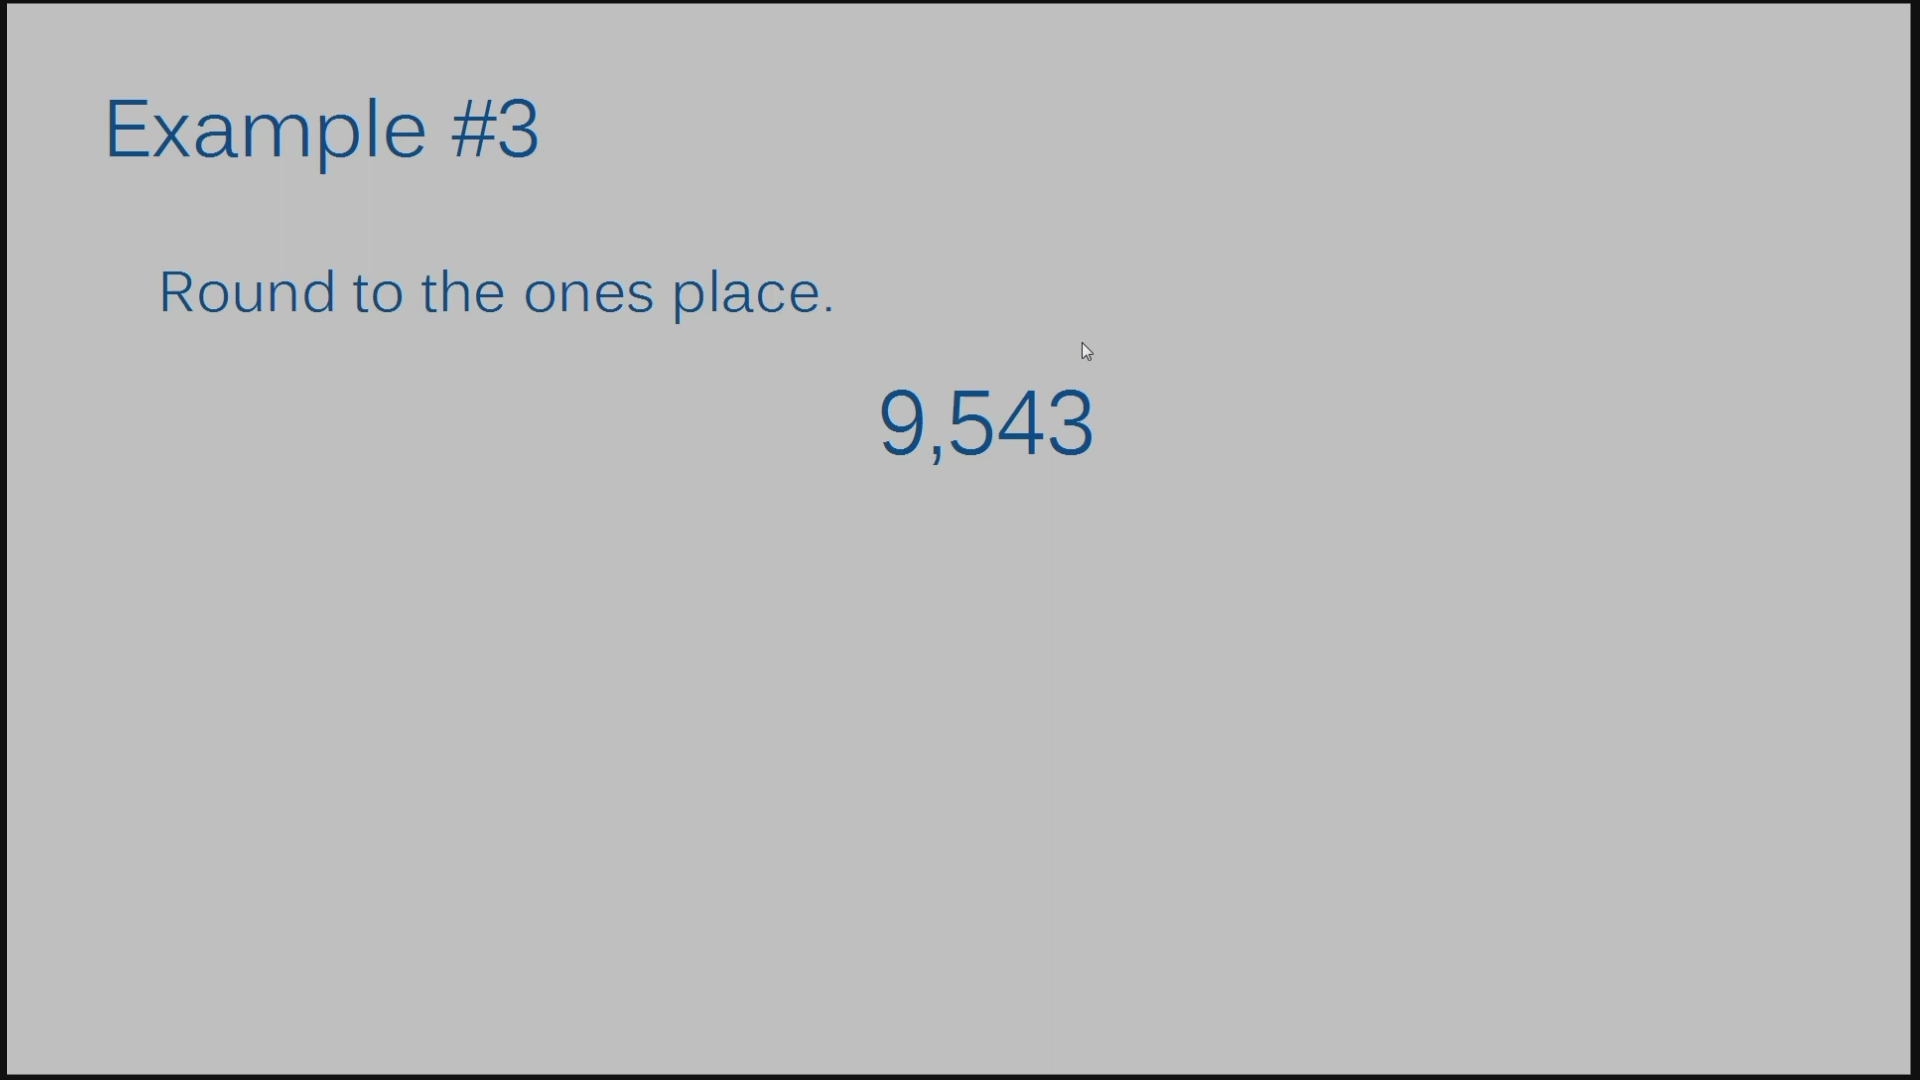 Example #3
Round to the ones place.
9,543